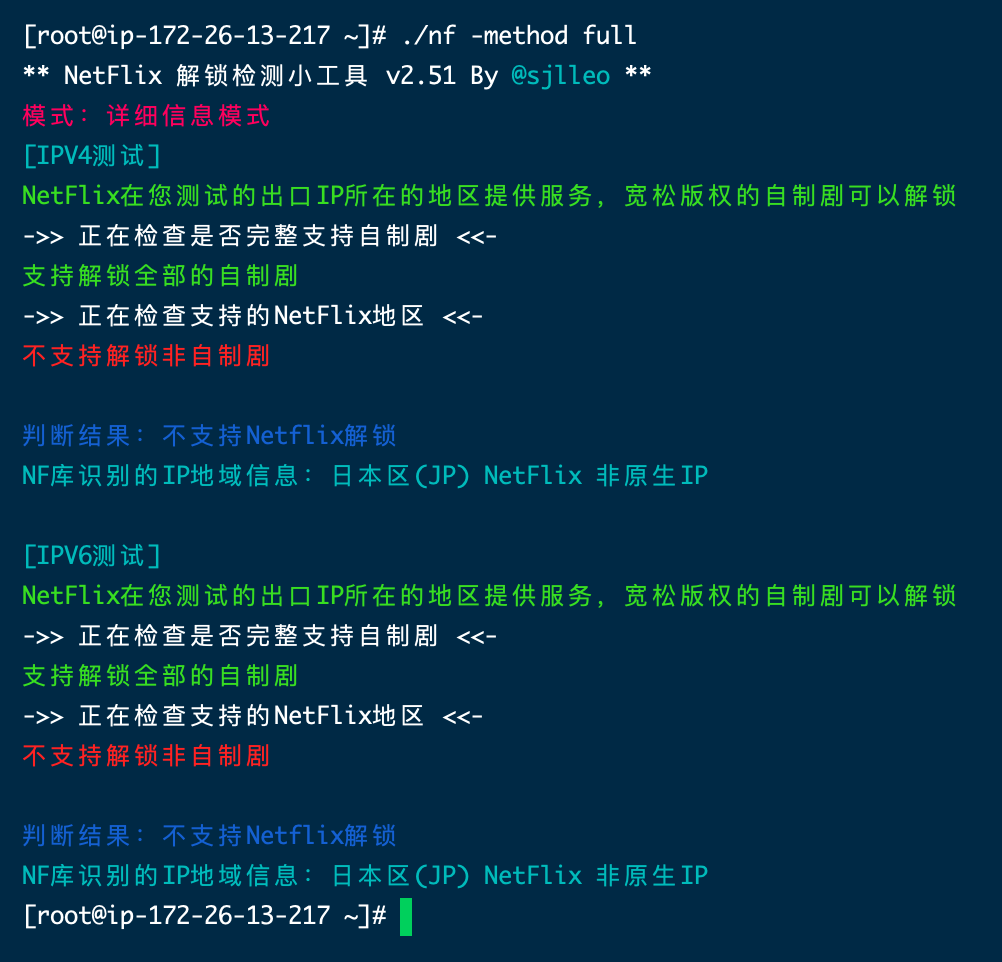 [root@ip-172-26-13-217 ~]# ./nf -method full
** NetFlix 解锁检测小工具 v2.51 By @sjlleo **
模式：详细信息模式
[IPV4测试]
NetFlix在您测试的出口IP所在的地区提供服务，宽松版权的自制剧可以解锁
->> 正在检查是否完整支持自制剧 <<-
支持解锁全部的自制剧
->> 正在检查支持的NetFlix地区 <<-
不支持解锁非自制剧
判断结果：不支持Netflix解锁
NF库识别的IP地域信息：日本区(JP) NetFlix 非原生IP
[IPV6测试]
NetFlix在您测试的出口IP所在的地区提供服务，宽松版权的自制剧可以解锁
->> 正在检查是否完整支持自制剧 <<-
支持解锁全部的自制剧
->> 正在检查支持的NetFlix地区 <<-
不支持解锁非自制剧
判断结果：不支持Netflix解锁
NF库识别的IP地域信息：日本区(JP) NetFlix 非原生IP
[root@ip-172-26-13-217 ~]#